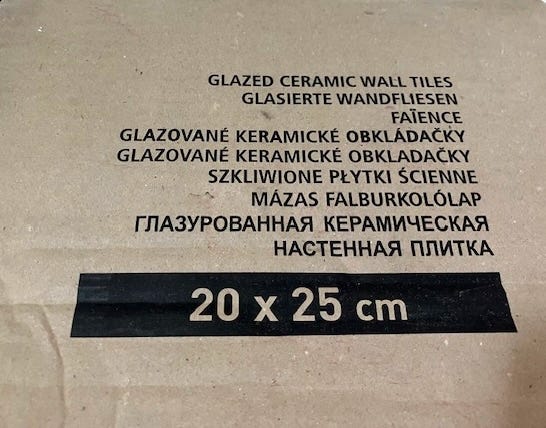 GLAZED CERAMIC WALL TILES
GLASIERTE WANDFLIESEN
FAÏENCE
GLAZOVANÉ KERAMICKÉ OBKLÁDAČKY
GLAZOVANÉ KERAMICKÉ OBKLADAČKY
SZKLIWIONE PŁYTKI ŚCIENNE
MÁZAS FALBURKOLÓLAP
ГЛАЗУРОВАННАЯ КЕРАМИЧЕСКАЯ
НАСТЕННАЯ ПЛИТКА
20 x 25 cm